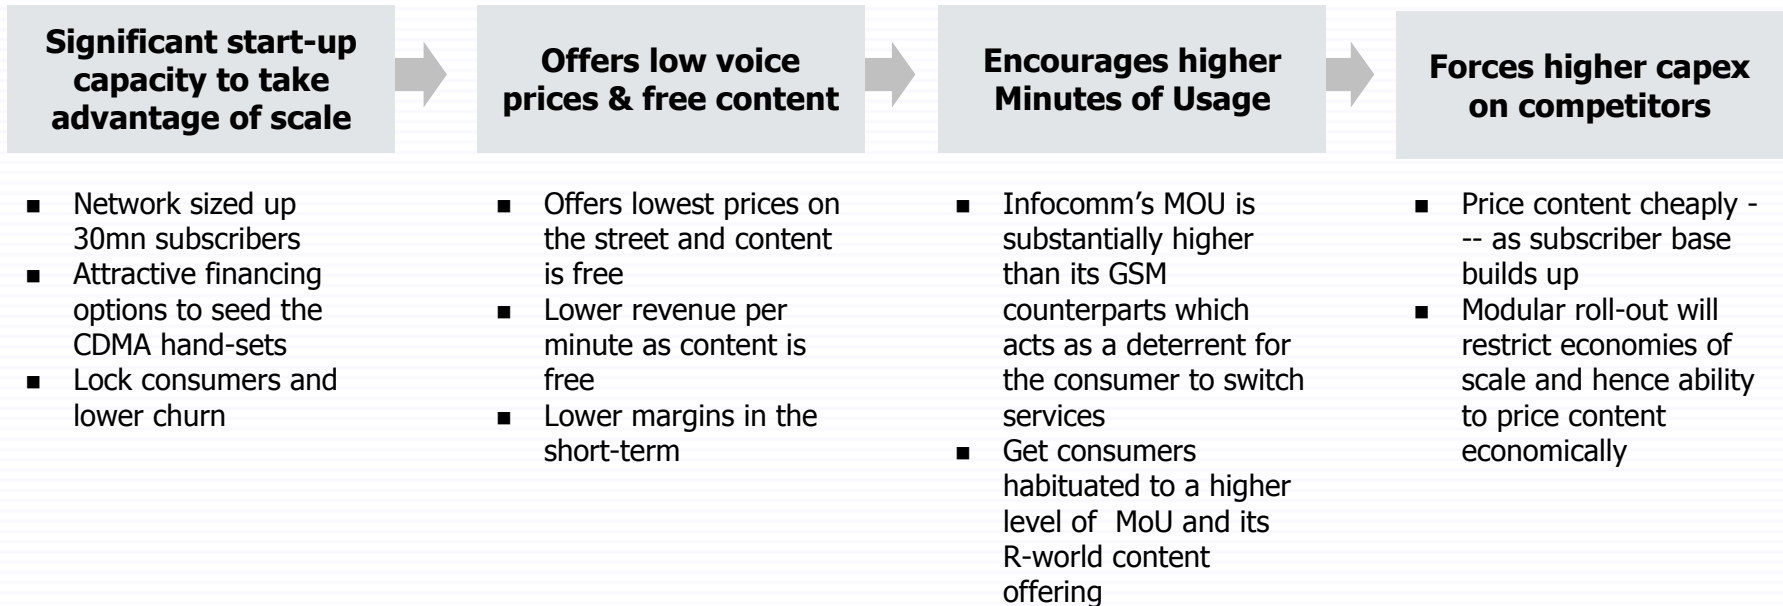 Significant start-up
capacity to take
advantage of scale
■ Network sized up
30mn subscribers
■ Attractive financing
options to seed the
CDMA hand-sets
■ Lock consumers and
lower churn
Offers low voice
prices & free content
■ Offers lowest prices on
the street and content
is free
■ Lower revenue per
minute as content is
free
■ Lower margins in the
short-term
Encourages higher
Minutes of Usage
■ Infocomm’s MOU is
substantially higher
than its GSM
counterparts which
acts as a deterrent for
the consumer to switch
services
■ Get consumers
habituated to a higher
level of MoU and its
R-world content
offering
Forces higher capex
on competitors
■ Price content cheaply -
-- as subscriber base
builds up
■ Modular roll-out will
restrict economies of
scale and hence ability
to price content
economically